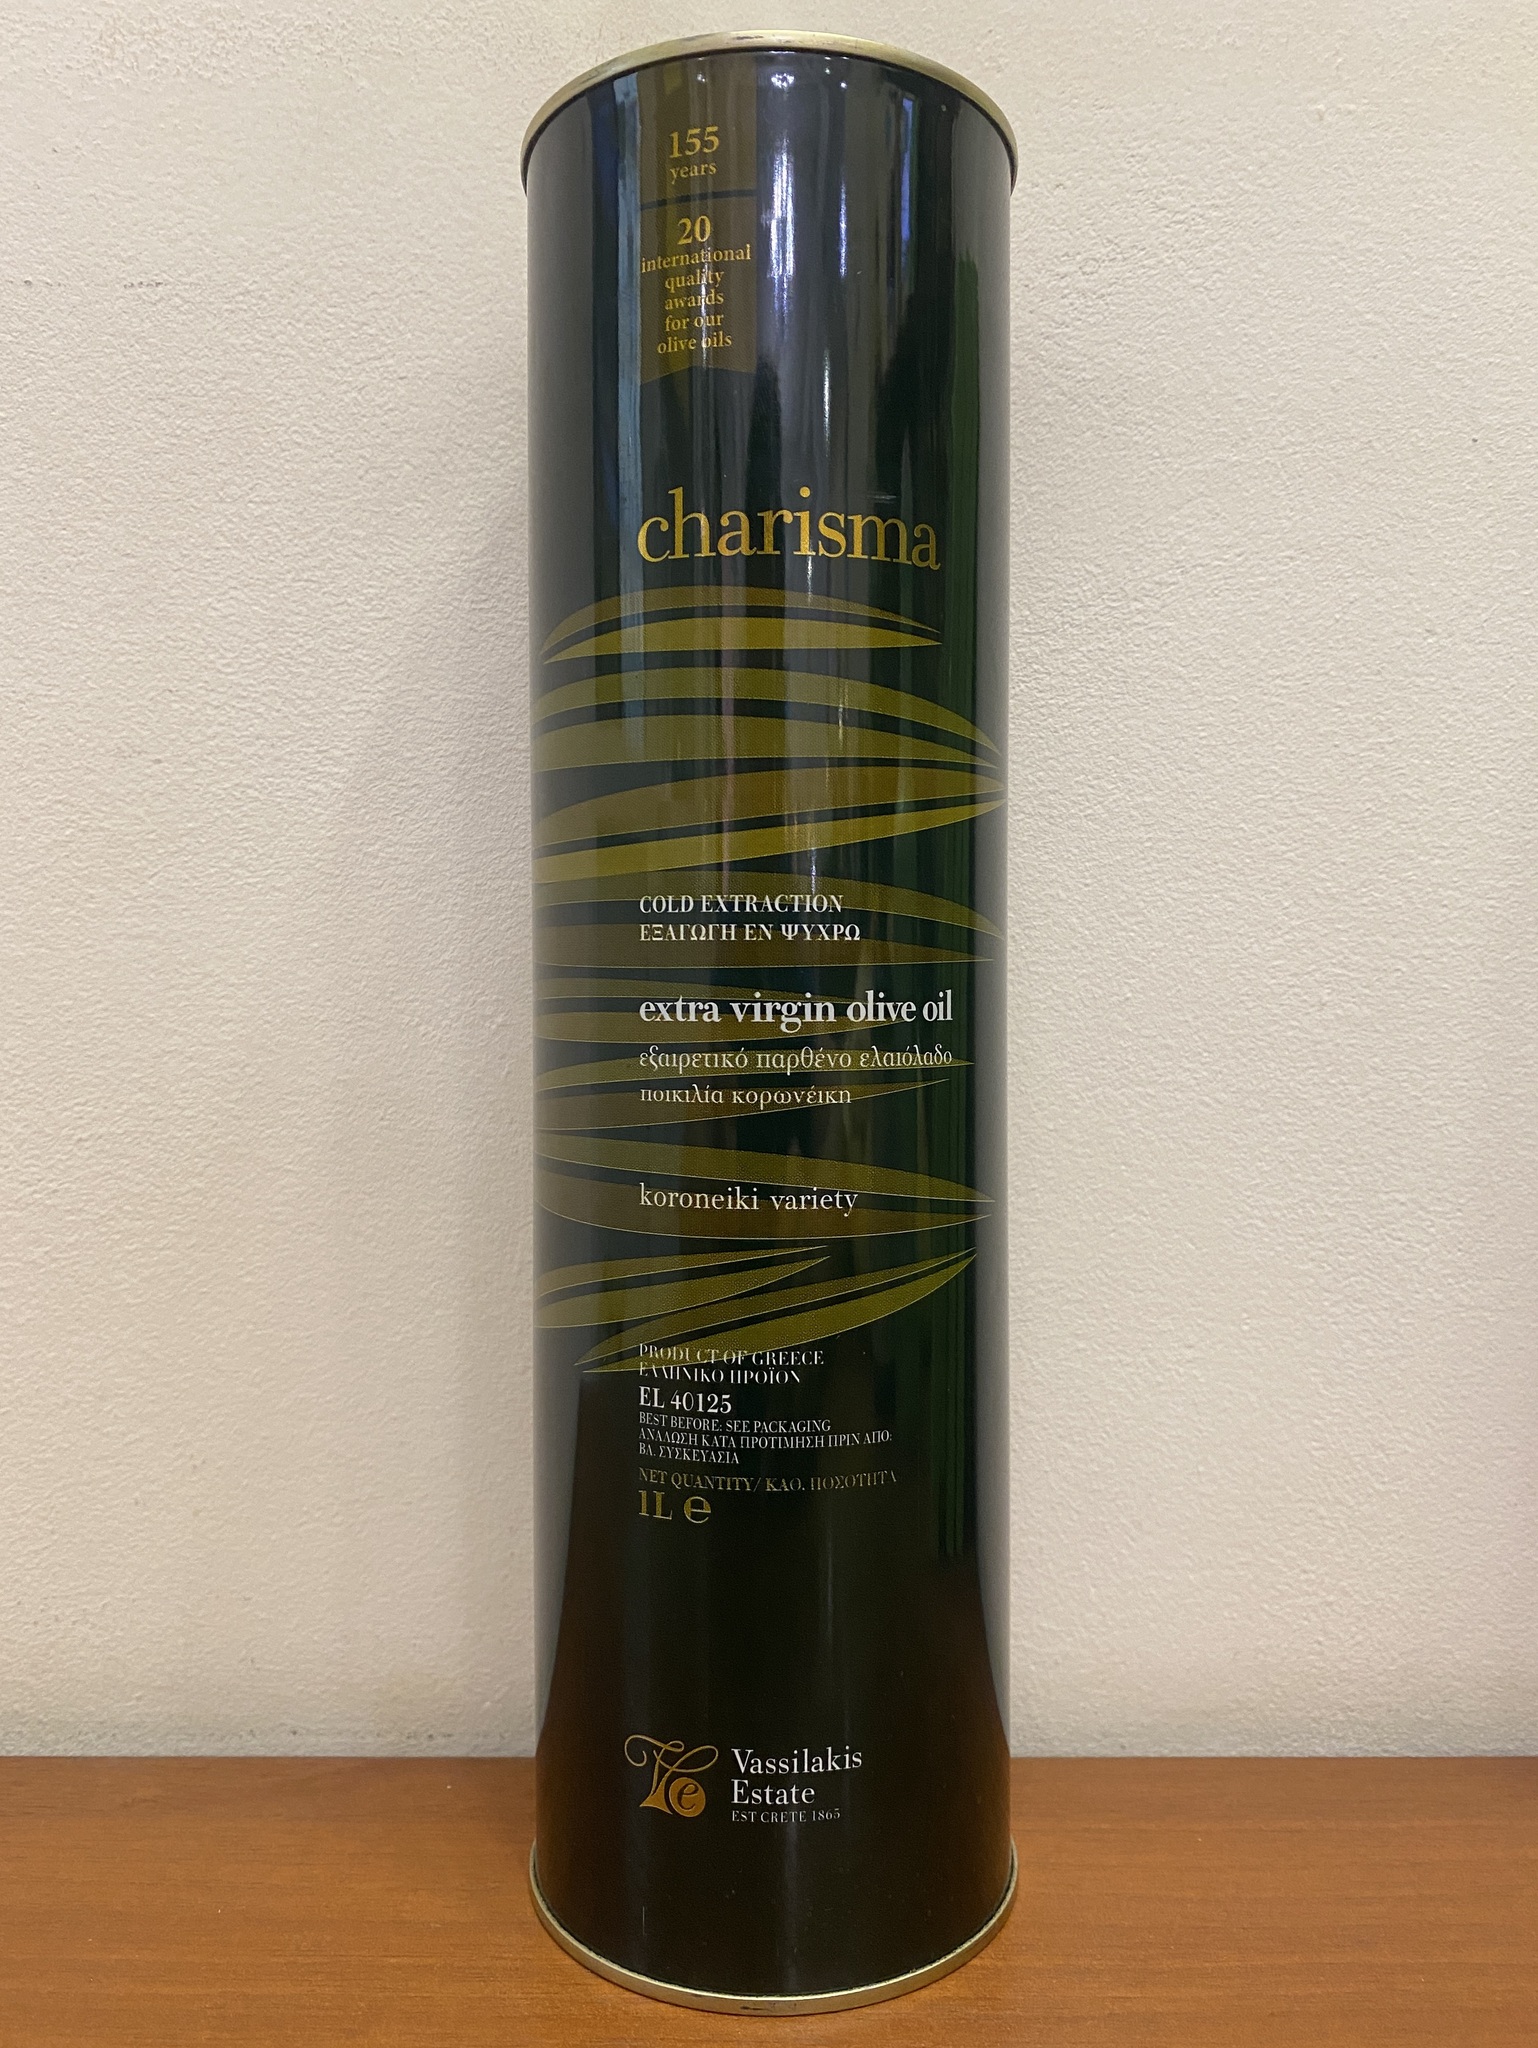 155
years
20
international
quality
awards
for our
olive oils
charisma
COLD EXTRACTION
ΕΞΑΓΩΓΗ ΕΝ ΨΥΧΡΩ
extra virgin olive oil
εξαιρετικό παρθένο ελαιόλαδο
ποικιλία κορωνέικη
koroneiki variety
PRODUCT OF GREECE
ΕΛΛΗΝΙΚΟ ΠΡΟΪΟΝ
EL 40125
BEST BEFORE: SEE PACKAGING
ΑΝΑΛΩΣΗ ΚΑΤΑ ΠΡΟΤΙΜΗΣΗ ΠΡΙΝ ΑΠΟ:
ΒΛ. ΣΥΣΚΕΥΑΣΙΑ
NET QUANTITY/ ΚΑΘ. ΠΟΣΟΤΗΤΑ
1L ℮
Ve
Vassilakis
Estate
EST CRETE 1865